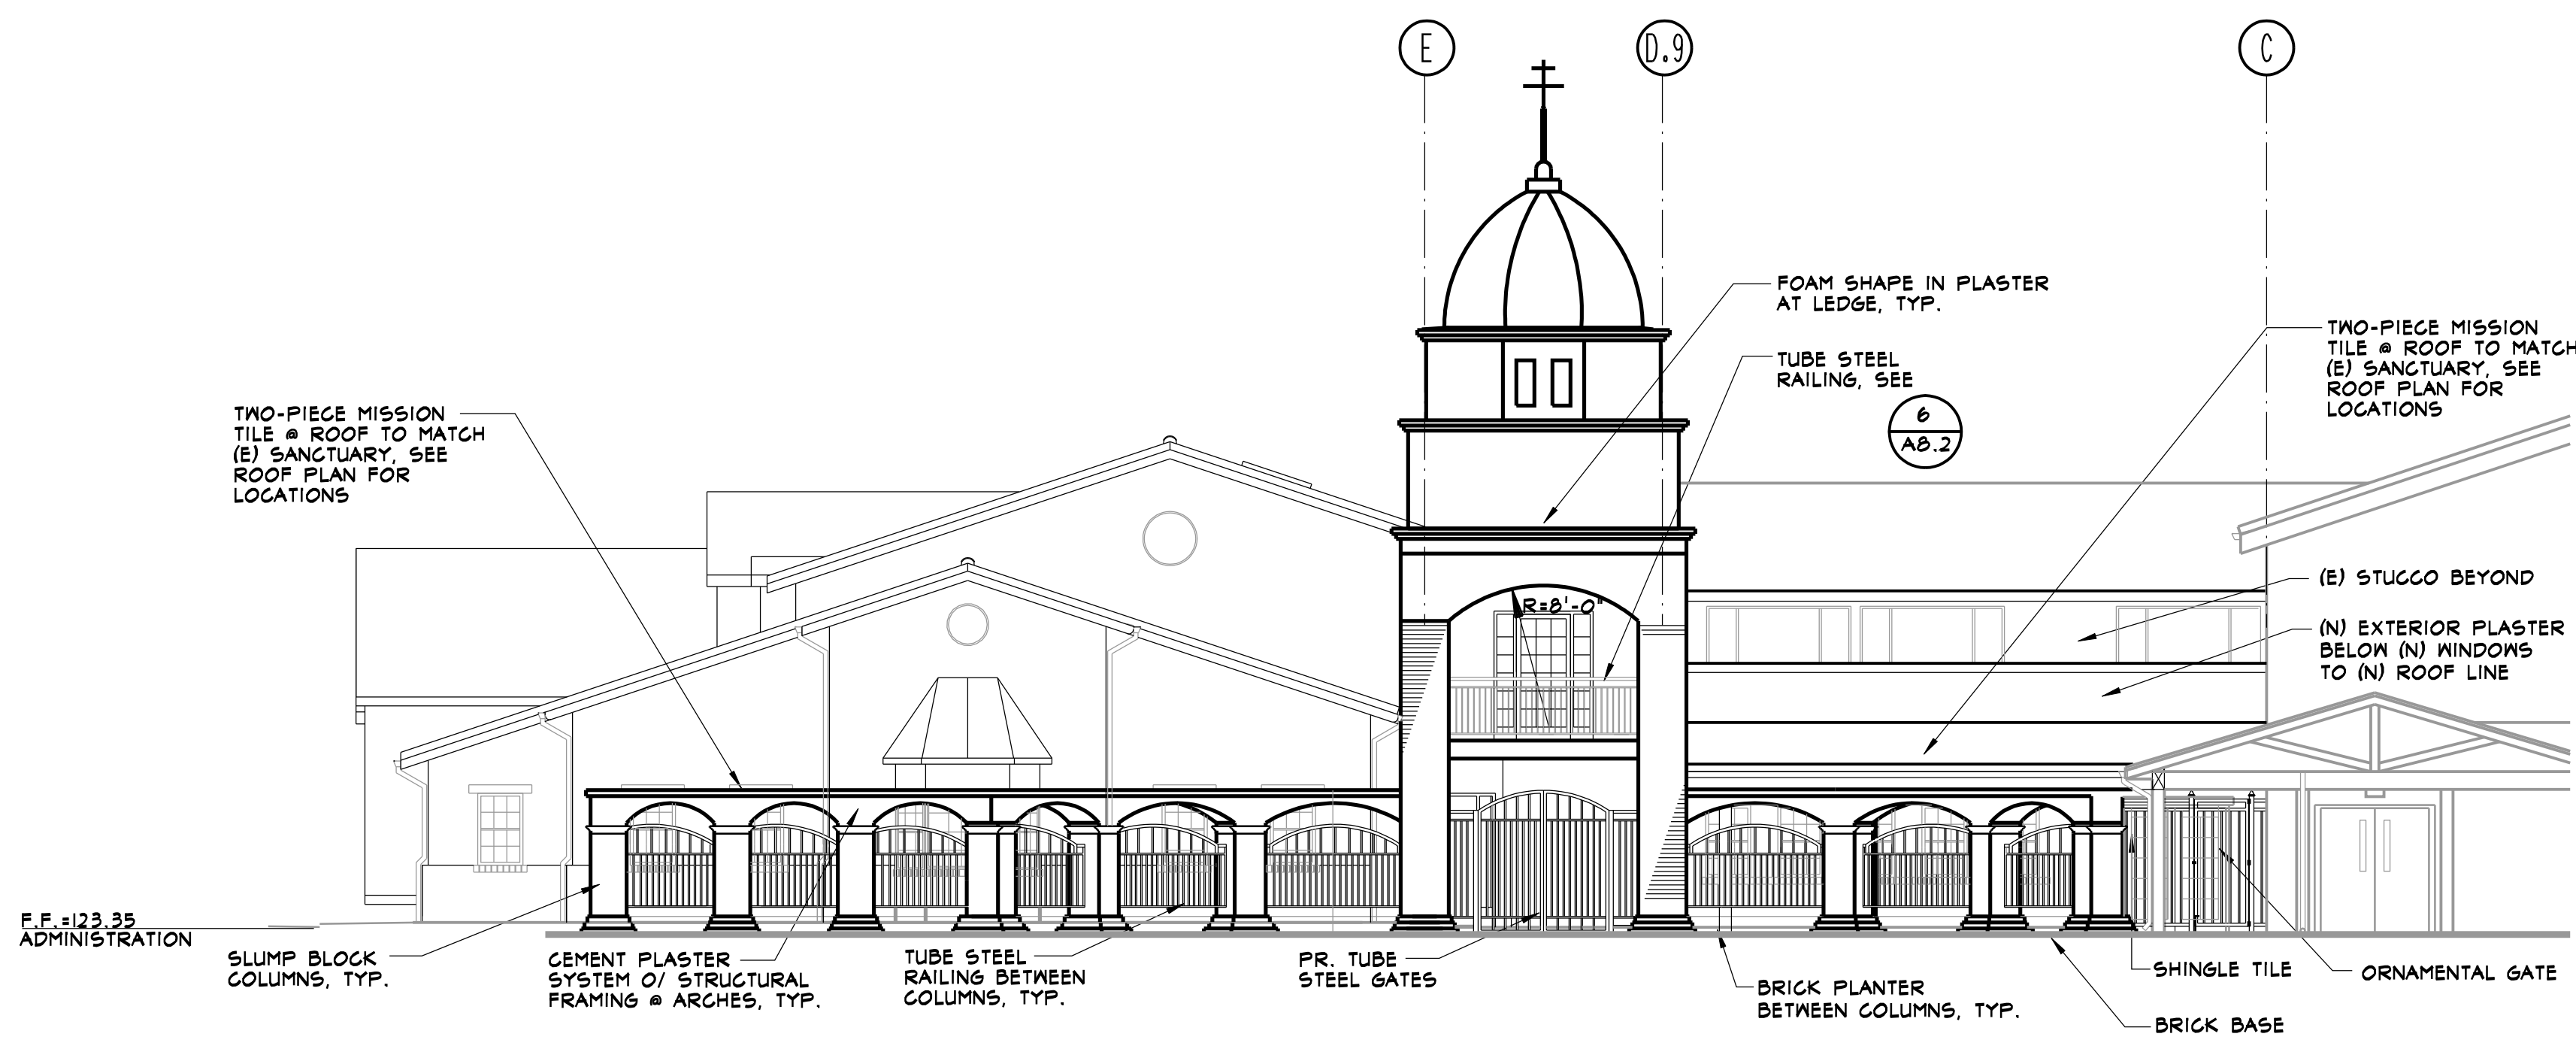 E
D.9
C
FOAM SHAPE IN PLASTER
AT LEDGE, TYP.
TUBE STEEL
RAILING, SEE
6
A8.2
TWO-PIECE MISSION
TILE @ ROOF TO MATCH
(E) SANCTUARY, SEE
ROOF PLAN FOR
LOCATIONS
TWO-PIECE MISSION
TILE @ ROOF TO MATCH
(E) SANCTUARY, SEE
ROOF PLAN FOR
LOCATIONS
(E) STUCCO BEYOND
R=8'-0"
(N) EXTERIOR PLASTER
BELOW (N) WINDOWS
TO (N) ROOF LINE
F.F.=123.35
ADMINISTRATION
SLUMP BLOCK
COLUMNS, TYP.
CEMENT PLASTER
SYSTEM O/ STRUCTURAL
FRAMING @ ARCHES, TYP.
TUBE STEEL
RAILING BETWEEN
COLUMNS, TYP.
PR. TUBE
STEEL GATES
BRICK PLANTER
BETWEEN COLUMNS, TYP.
SHINGLE TILE
ORNAMENTAL GATE
BRICK BASE